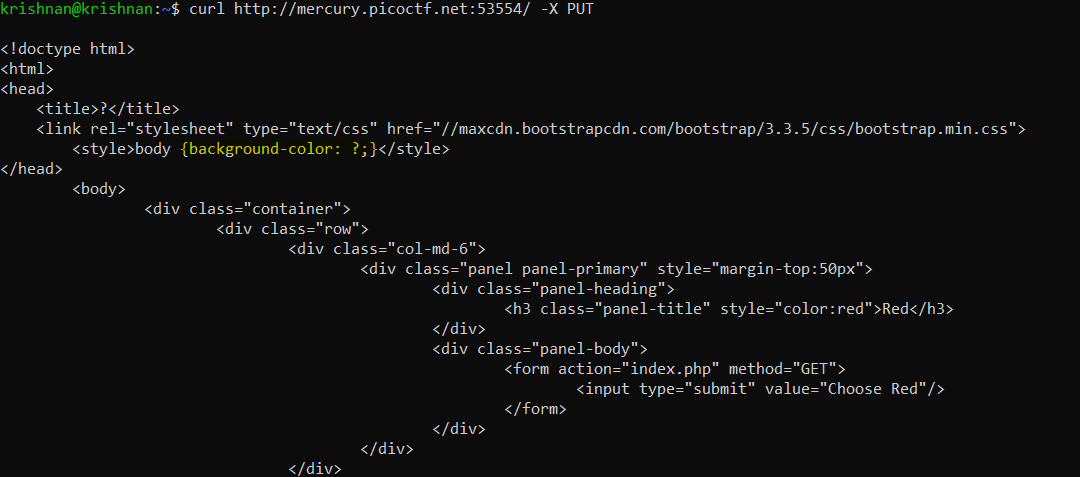 krishnan@krishnan:~$ curl http://mercury.picoctf.net:53554/ -X PUT
<!doctype html>
<html>
<head>
    <title>?</title>
    <link rel="stylesheet" type="text/css" href="//maxcdn.bootstrapcdn.com/bootstrap/3.3.5/css/bootstrap.min.css">
        <style>body {background-color: ?;}</style>
</head>
        <body>
                <div class="container">
                        <div class="row">
                                <div class="col-md-6">
                                        <div class="panel panel-primary" style="margin-top:50px">
                                                <div class="panel-heading">
                                                        <h3 class="panel-title" style="color:red">Red</h3>
                                                </div>
                                                <div class="panel-body">
                                                        <form action="index.php" method="GET">
                                                                <input type="submit" value="Choose Red"/>
                                                        </form>
                                                </div>
                                        </div>
                                </div>